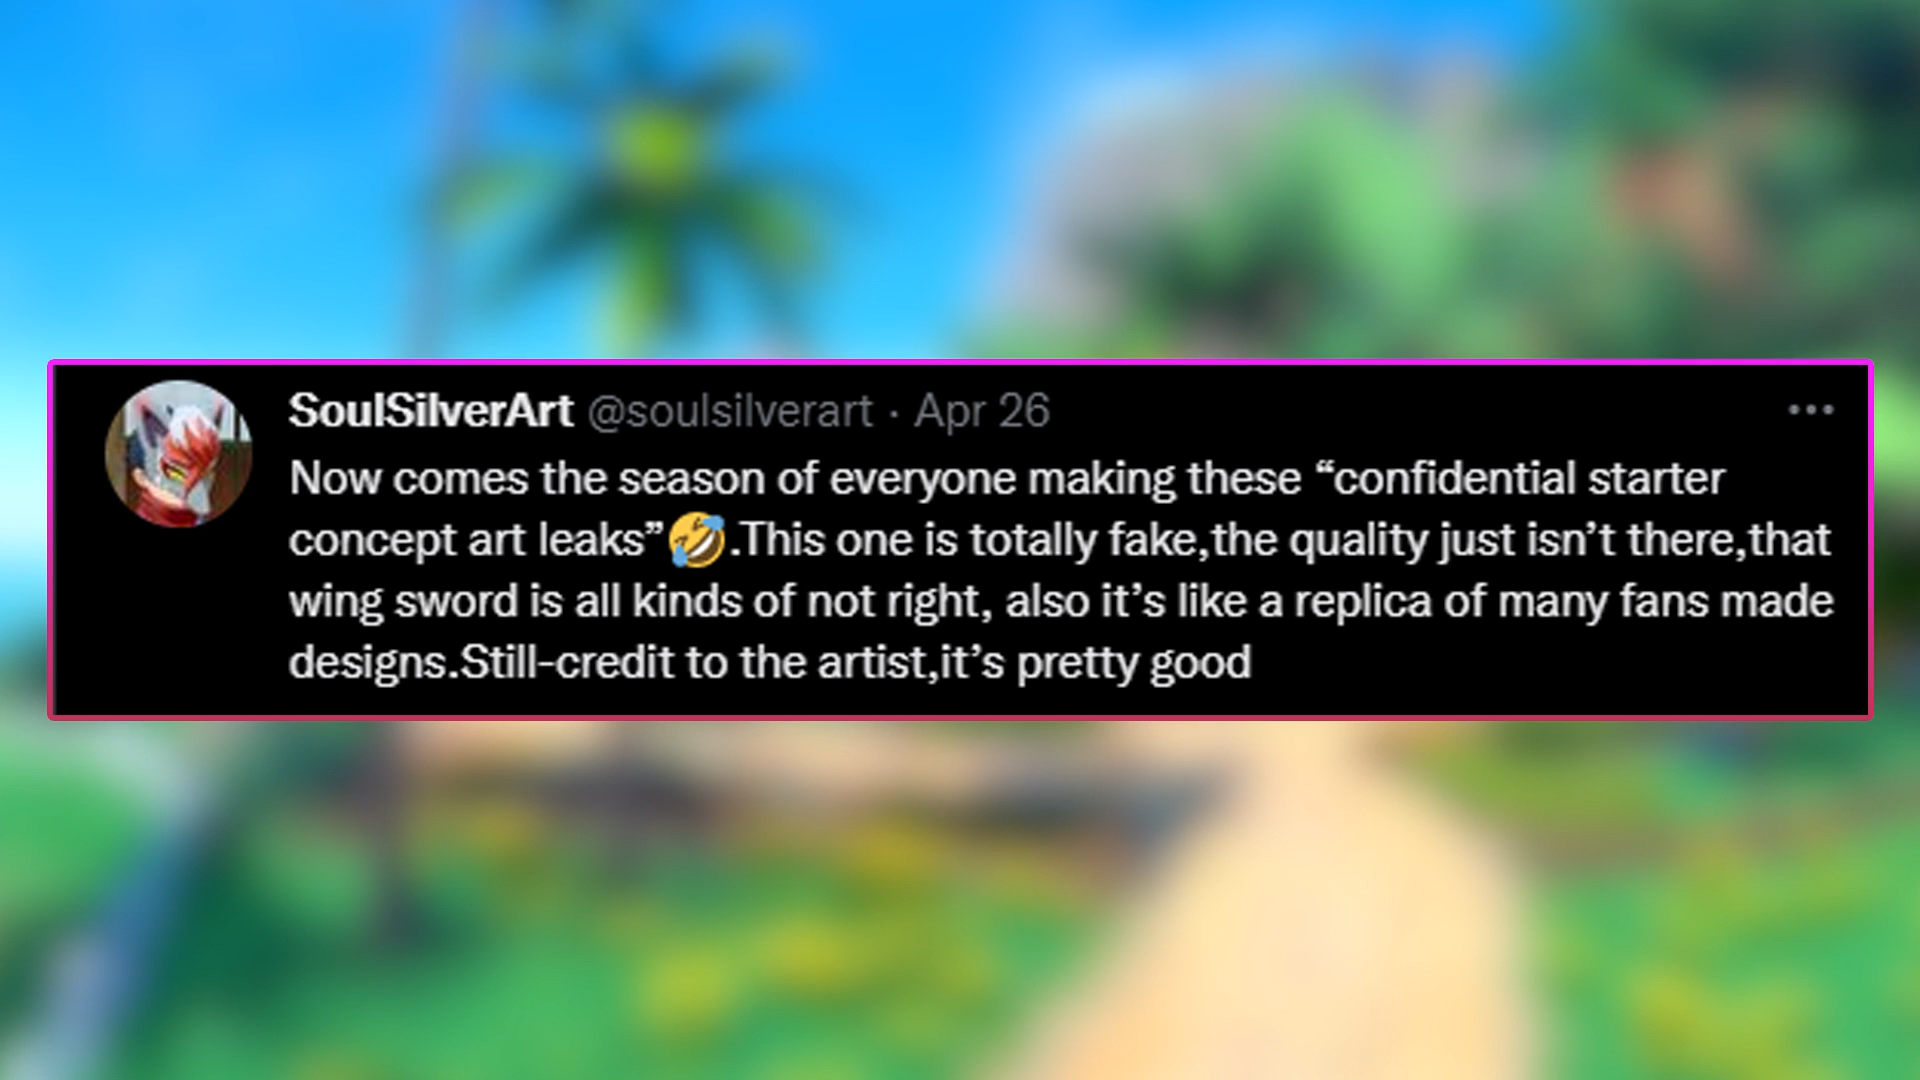 SoulSilverArt @soulsilverart · Apr 26
Now comes the season of everyone making these “confidential starter
concept art leaks”🤣.This one is totally fake,the quality just isn’t there,that
wing sword is all kinds of not right, also it’s like a replica of many fans made
designs.Still-credit to the artist,it’s pretty good